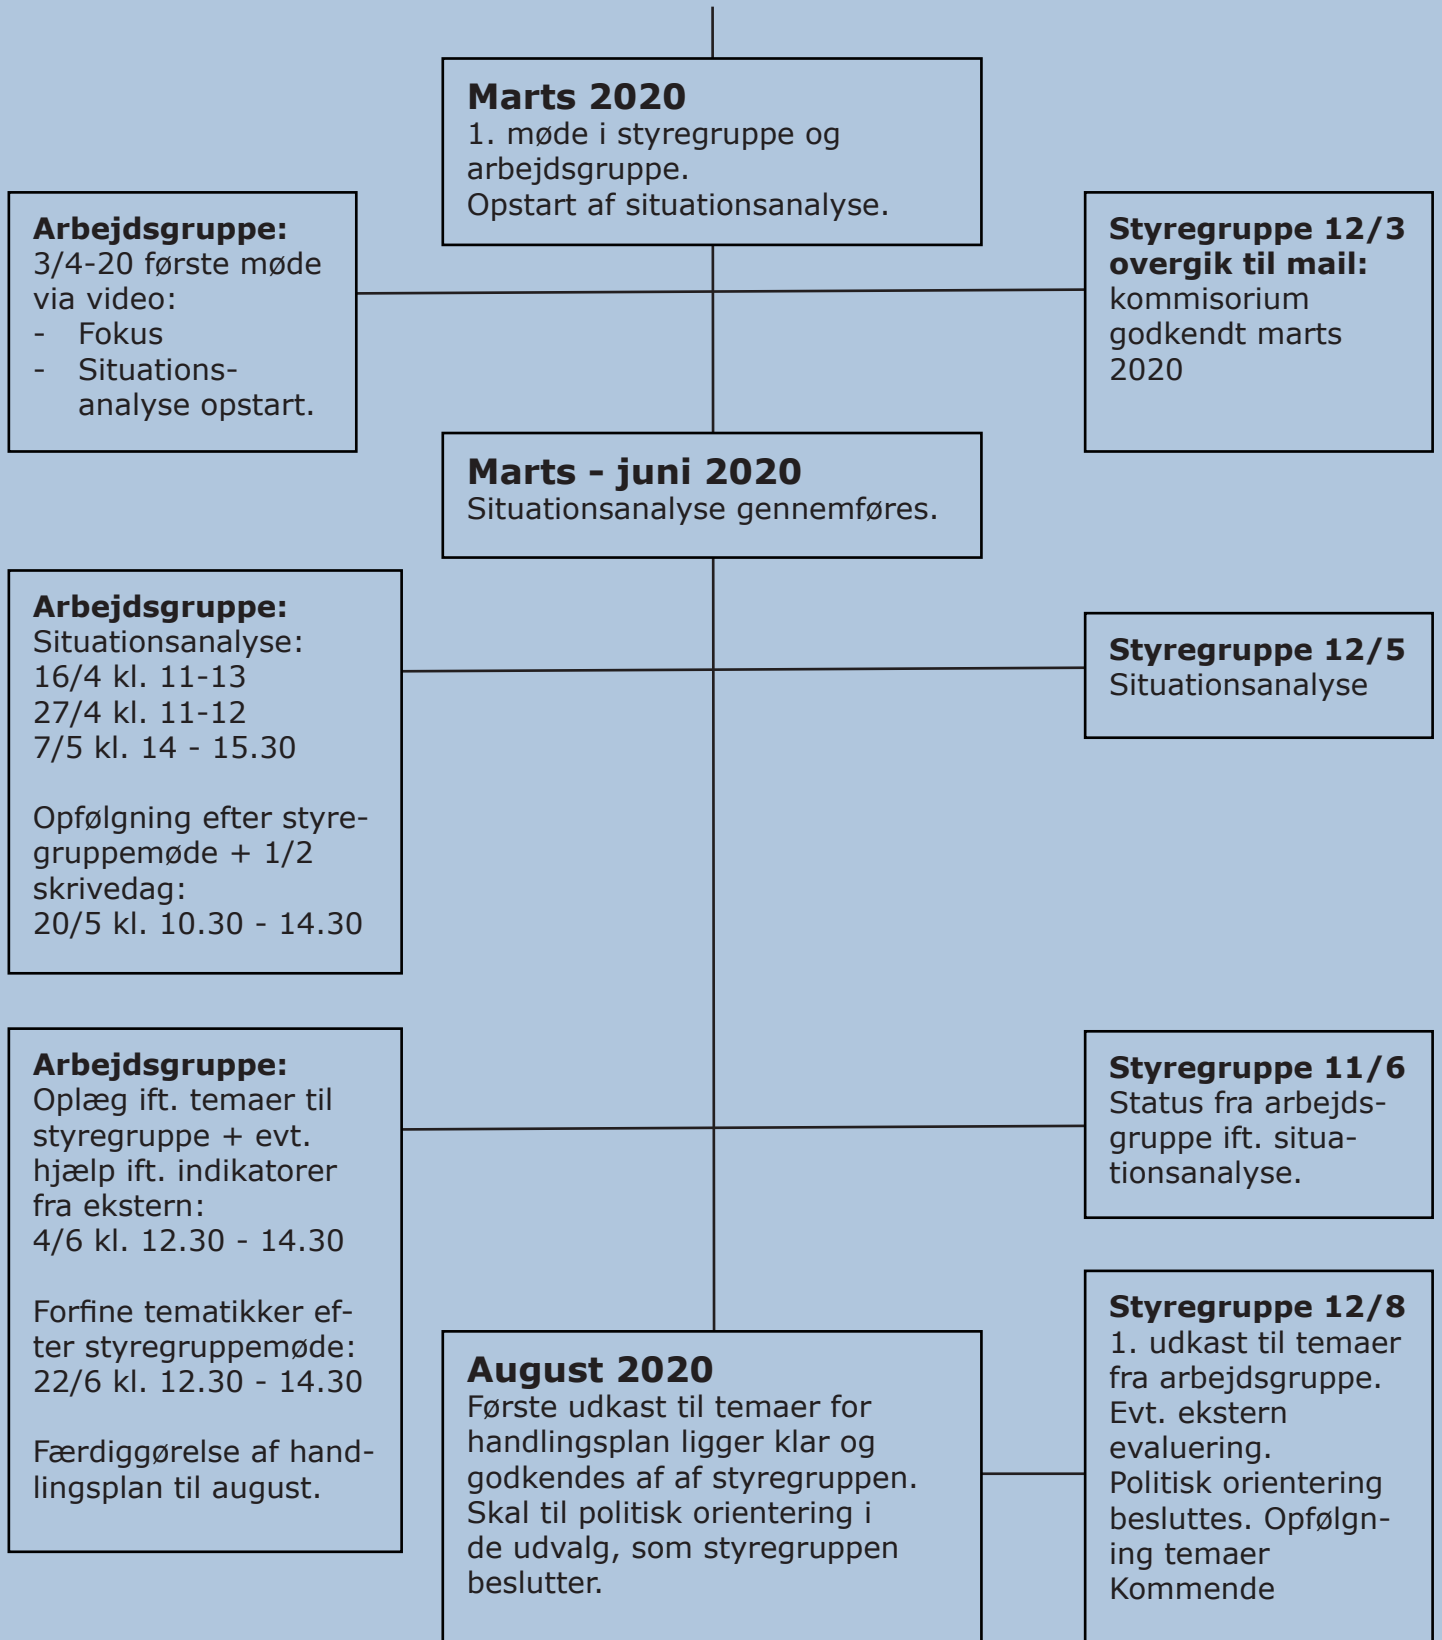 Marts 2020
1. møde i styregruppe og
arbejdsgruppe.
Opstart af situationsanalyse.
Arbejdsgruppe:
3/4-20 første møde
via video:
- Fokus
- Situations-
analyse opstart.
Styregruppe 12/3
overgik til mail:
kommisorium
godkendt marts
2020
Marts - juni 2020
Situationsanalyse gennemføres.
Arbejdsgruppe:
Situationsanalyse:
16/4 kl. 11-13
27/4 kl. 11-12
7/5 kl. 14 - 15.30
Opfølgning efter styre-
gruppemøde + 1/2
skrivedag:
20/5 kl. 10.30 - 14.30
Styregruppe 12/5
Situationsanalyse
Arbejdsgruppe:
Oplæg ift. temaer til
styregruppe + evt.
hjælp ift. indikatorer
fra ekstern:
4/6 kl. 12.30 - 14.30
Forfine tematikker ef-
ter styregruppemøde:
22/6 kl. 12.30 - 14.30
Færdiggørelse af hand-
lingsplan til august.
Styregruppe 11/6
Status fra arbejds-
gruppe ift. situa-
tionsanalyse.
August 2020
Første udkast til temaer for
handlingsplan ligger klar og
godkendes af af styregruppen.
Skal til politisk orientering i
de udvalg, som styregruppen
beslutter.
Styregruppe 12/8
1. udkast til temaer
fra arbejdsgruppe.
Evt. ekstern
evaluering.
Politisk orientering
besluttes. Opfølgn-
ing temaer
Kommende